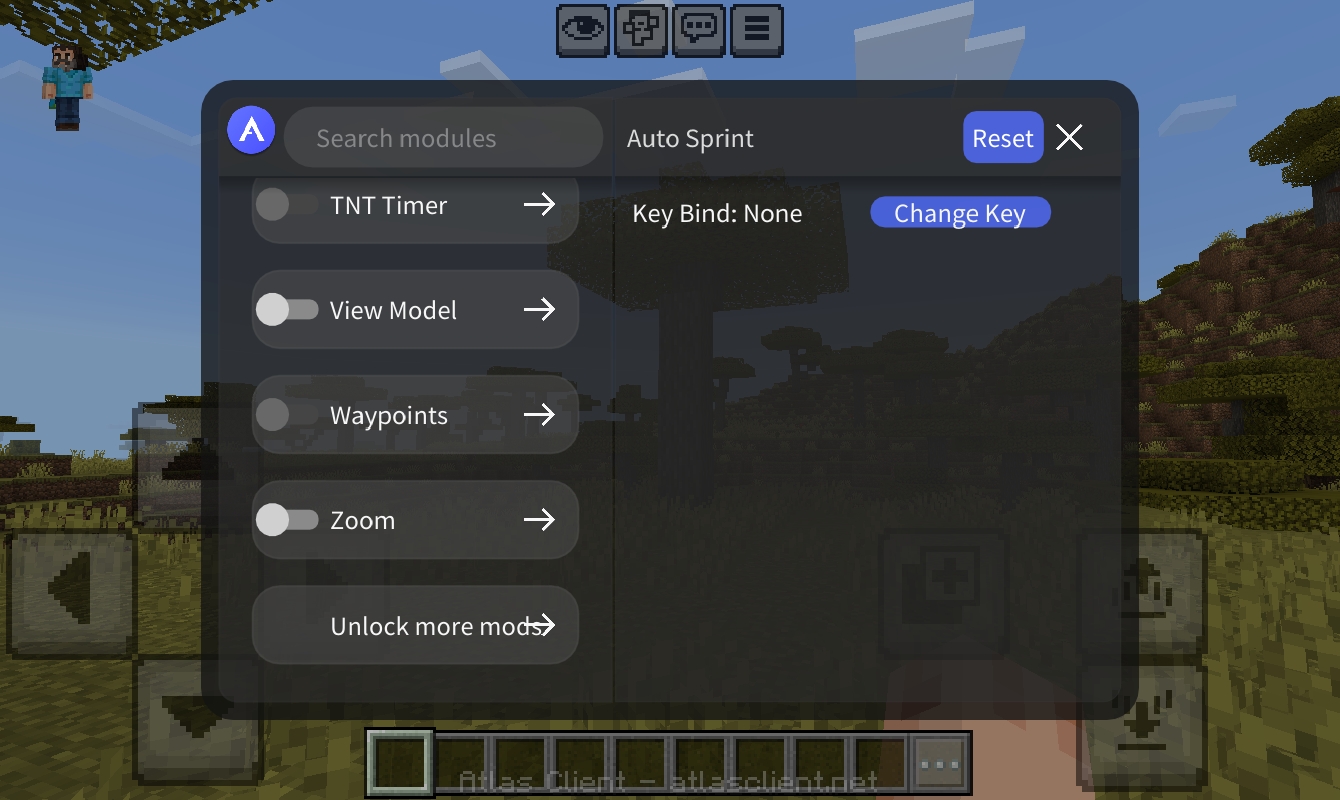 Search modules
Auto Sprint
Reset
TNT Timer
Key Bind: None
Change Key
View Model
Waypoints
Zoom
Unlock more mods
Atlas Client – atlasclient.net